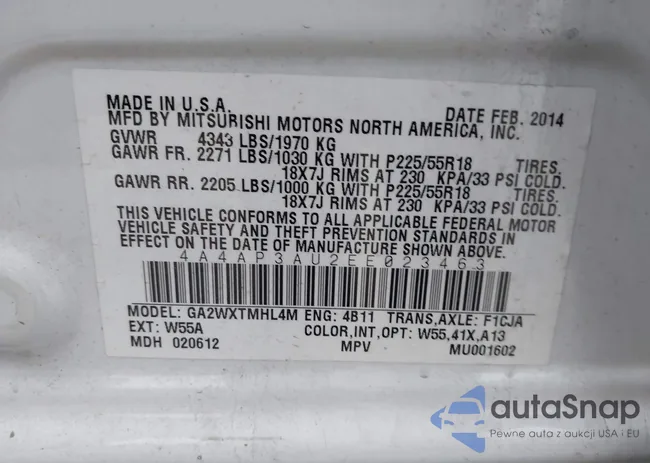 MADE IN U.S.A. DATE FEB. 2014
MFD BY MITSUBISHI MOTORS NORTH AMERICA, INC.
GVWR 4343 LBS/1970 KG
GAWR FR. 2271 LBS/1030 KG WITH P225/55R18 TIRES.
18X7J RIMS AT 230 KPA/33 PSI COLD.
GAWR RR. 2205 LBS/1000 KG WITH P225/55R18 TIRES.
18X7J RIMS AT 230 KPA/33 PSI COLD.
THIS VEHICLE CONFORMS TO ALL APPLICABLE FEDERAL MOTOR
VEHICLE SAFETY AND THEFT PREVENTION STANDARDS IN
EFFECT ON THE DATE OF MANUFACTURE SHOWN ABOVE.
4A4AP3AU2EE023463
MODEL: GA2WXTMHL4M ENG: 4B11 TRANS,AXLE: F1CJA
EXT: W55A COLOR,INT,OPT: W55,41X,A13
MDH 020612 MPV MU001602
autaSnap
Pewne auta z aukcji USA i EU